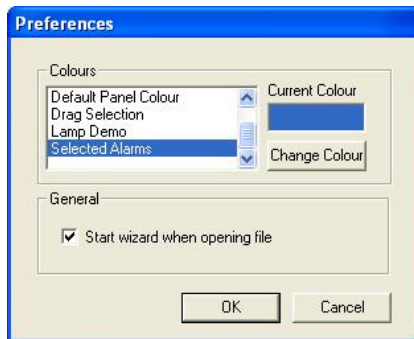 Preferences
Colours
Default Panel Colour
Drag Selection
Lamp Demo
Selected Alarms
Current Colour
Change Colour
General
Start wizard when opening file
OK
Cancel